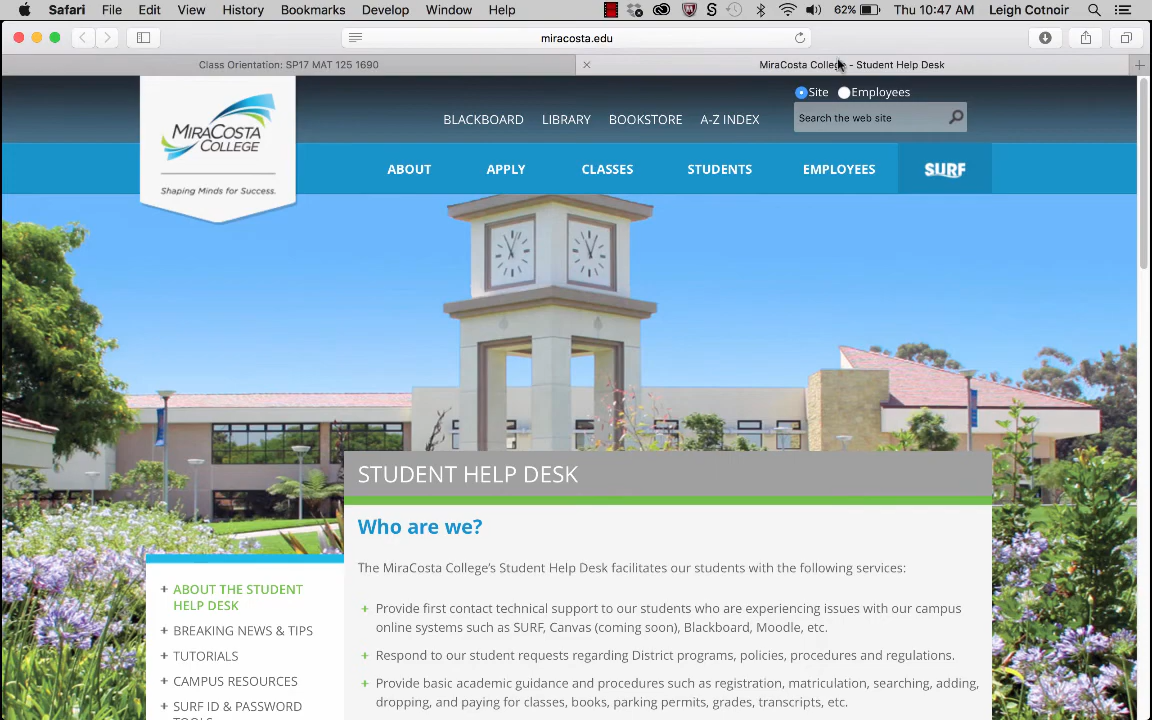 Safari File Edit View History Bookmarks Develop Window Help 62% Thu 10:47 AM Leigh Cotnoir
miracosta.edu
Class Orientation: SP17 MAT 125 1690
MiraCosta College - Student Help Desk
Site Employees
BLACKBOARD LIBRARY BOOKSTORE A-Z INDEX
Search the web site
MIRACOSTA
COLLEGE
Shaping Minds for Success.
ABOUT APPLY CLASSES STUDENTS EMPLOYEES SURF
STUDENT HELP DESK
Who are we?
The MiraCosta College's Student Help Desk facilitates our students with the following services:
+ Provide first contact technical support to our students who are experiencing issues with our campus
online systems such as SURF, Canvas (coming soon), Blackboard, Moodle, etc.
+ Respond to our student requests regarding District programs, policies, procedures and regulations.
+ Provide basic academic guidance and procedures such as registration, matriculation, searching, adding,
dropping, and paying for classes, books, parking permits, grades, transcripts, etc.
+ ABOUT THE STUDENT
HELP DESK
+ BREAKING NEWS & TIPS
+ TUTORIALS
+ CAMPUS RESOURCES
+ SURF ID & PASSWORD
TOOLS